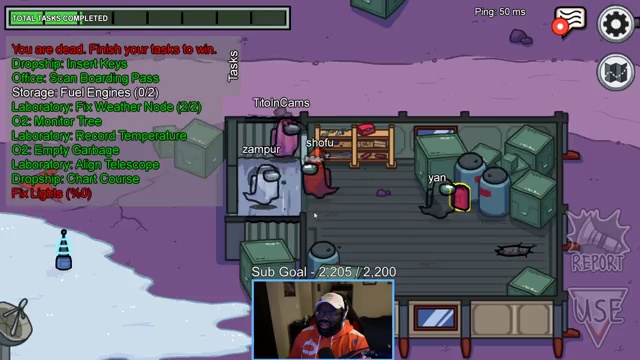 TOTAL TASKS COMPLETED
Ping: 50 ms
You are dead. Finish your tasks to win.
Dropship: Insert Keys
Office: Scan Boarding Pass
Storage: Fuel Engines (0/2)
Laboratory: Fix Weather Node (2/2)
O2: Monitor Tree
Laboratory: Record Temperature
O2: Empty Garbage
Laboratory: Align Telescope
Dropship: Chart Course
Fix Lights (%0)
Tasks
TitoInCams
shofu
zampur
yan
REPORT
USE
Sub Goal - 2,205 / 2,200